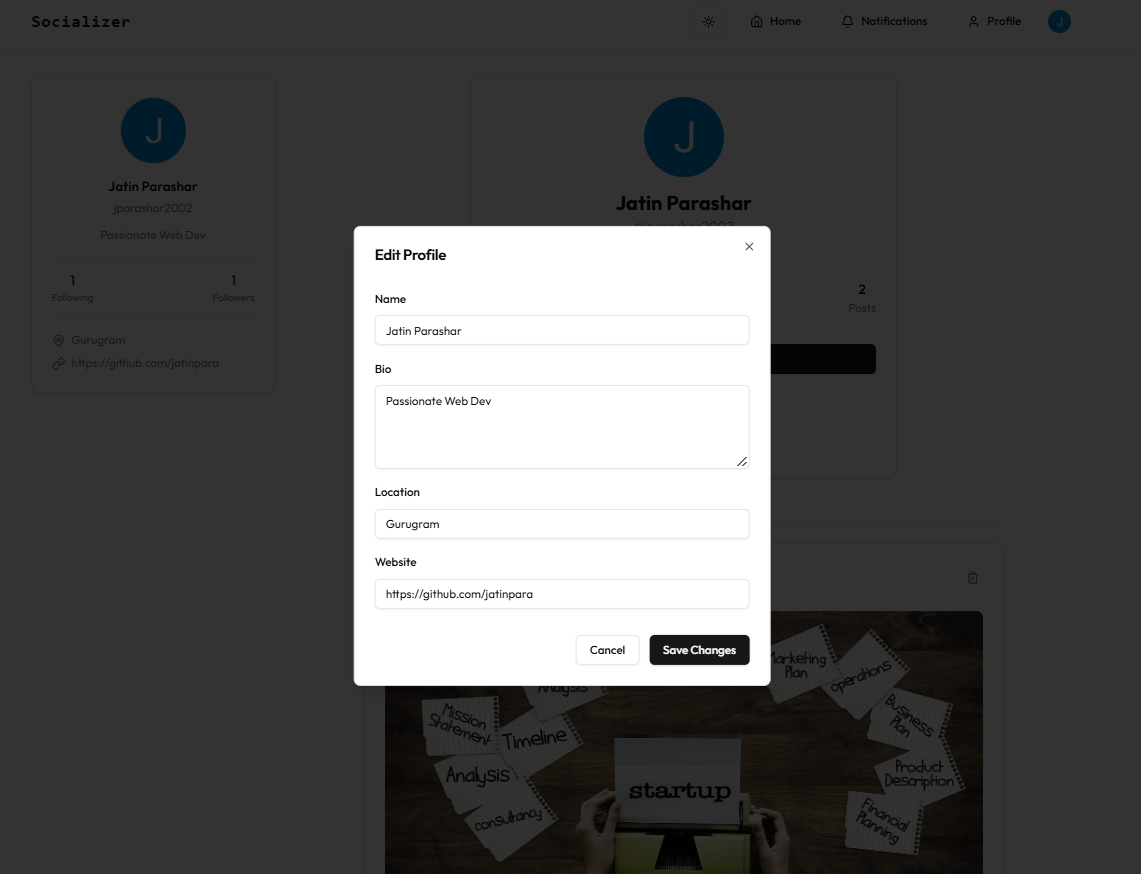 Socializer
Home
Notifications
Profile
J
J
Jatin Parashar
jparashar2002
Passionate Web Dev
1
Following
1
Followers
Gurugram
https://github.com/jatinpara
J
Jatin Parashar
2
Posts
Edit Profile
Name
Jatin Parashar
Bio
Passionate Web Dev
Location
Gurugram
Website
https://github.com/jatinpara
Cancel
Save Changes
Analysis
Mission
Statement
Timeline
Analysis
consultancy
startup
Marketing
Plan
operations
Business
Plan
Product
Description
Financial
Planning